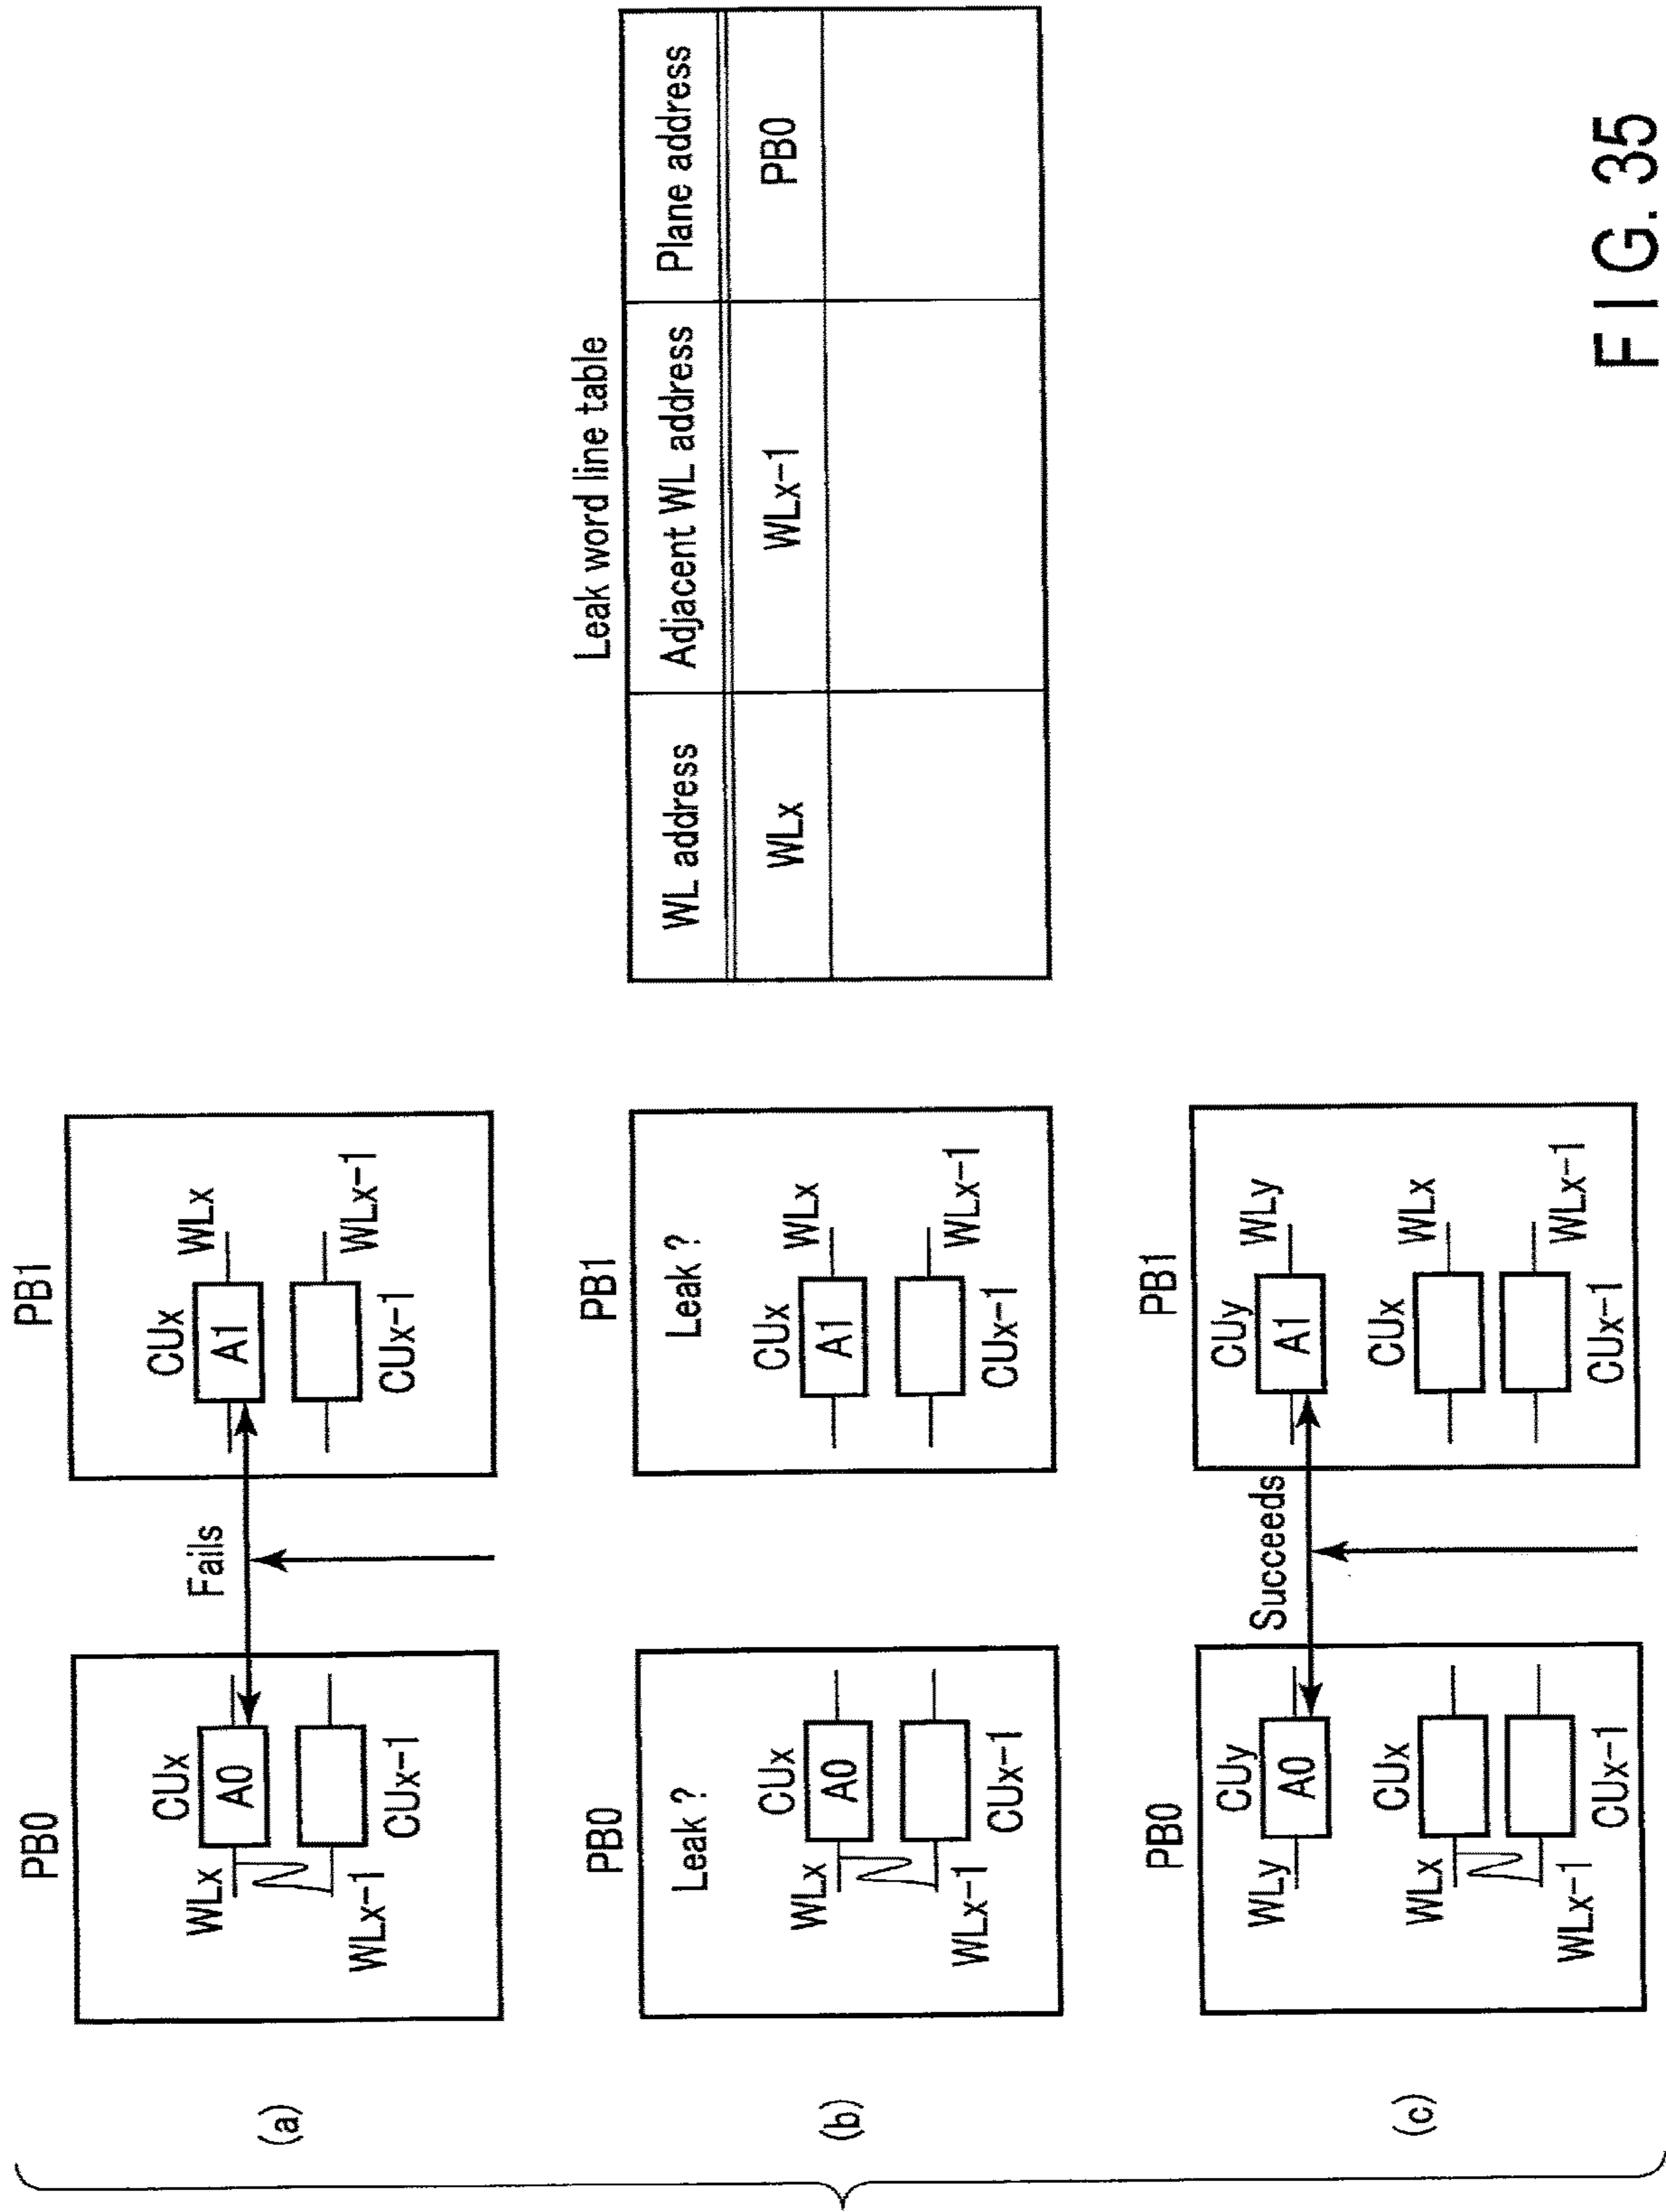 (a)
PB0
CUx
WLx
A0
WLx-1
CUx-1
Fails
PB1
CUx
WLx
A1
WLx-1
CUx-1
(b)
PB0
Leak ?
CUx
WLx
A0
WLx-1
CUx-1
PB1
Leak ?
CUx
WLx
A1
WLx-1
CUx-1
Leak word line table
WL address Adjacent WL address Plane address
WLx WLx-1 PB0
(c)
PB0
CUy
WLy
A0
CUx
WLx
WLx-1
CUx-1
Succeeds
PB1
CUy
WLy
A1
CUx
WLx
WLx-1
CUx-1
FIG. 35